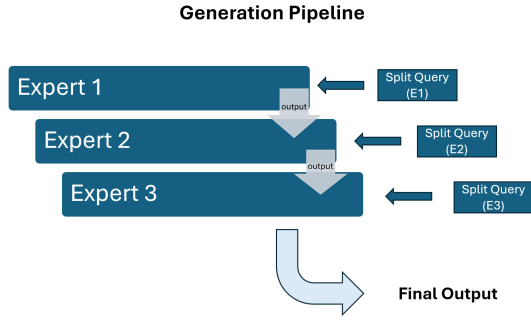 Generation Pipeline
Expert 1
Split Query
(E1)
output
Expert 2
Split Query
(E2)
output
Expert 3
Split Query
(E3)
Final Output